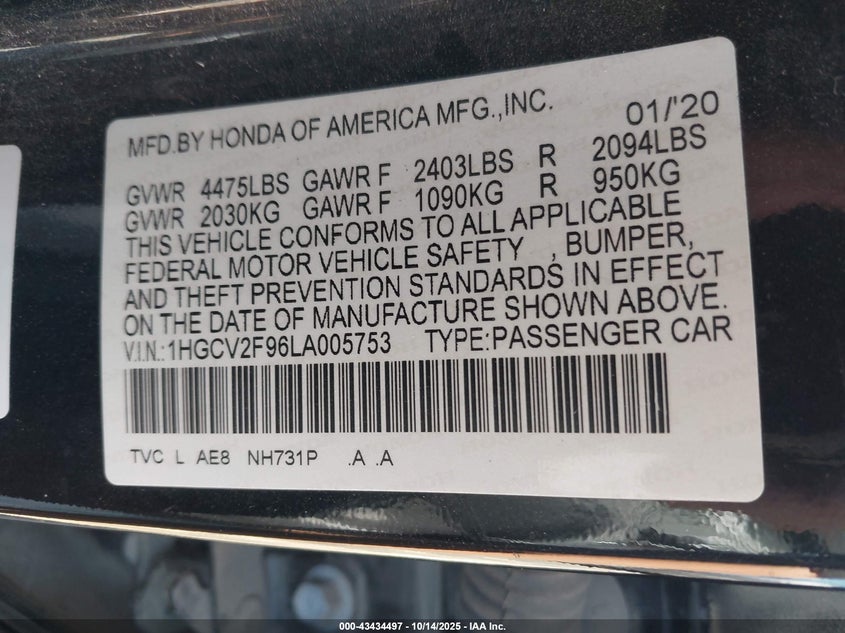 MFD.BY HONDA OF AMERICA MFG.,INC. 01/'20
GVWR 4475LBS GAWR F 2403LBS R 2094LBS
GVWR 2030KG GAWR F 1090KG R 950KG
THIS VEHICLE CONFORMS TO ALL APPLICABLE
FEDERAL MOTOR VEHICLE SAFETY , BUMPER,
AND THEFT PREVENTION STANDARDS IN EFFECT
ON THE DATE OF MANUFACTURE SHOWN ABOVE.
V.I.N.:1HGCV2F96LA005753 TYPE:PASSENGER CAR
TVC L AE8 NH731P .A .A
000-43434497 - 10/14/2025 - IAA Inc.